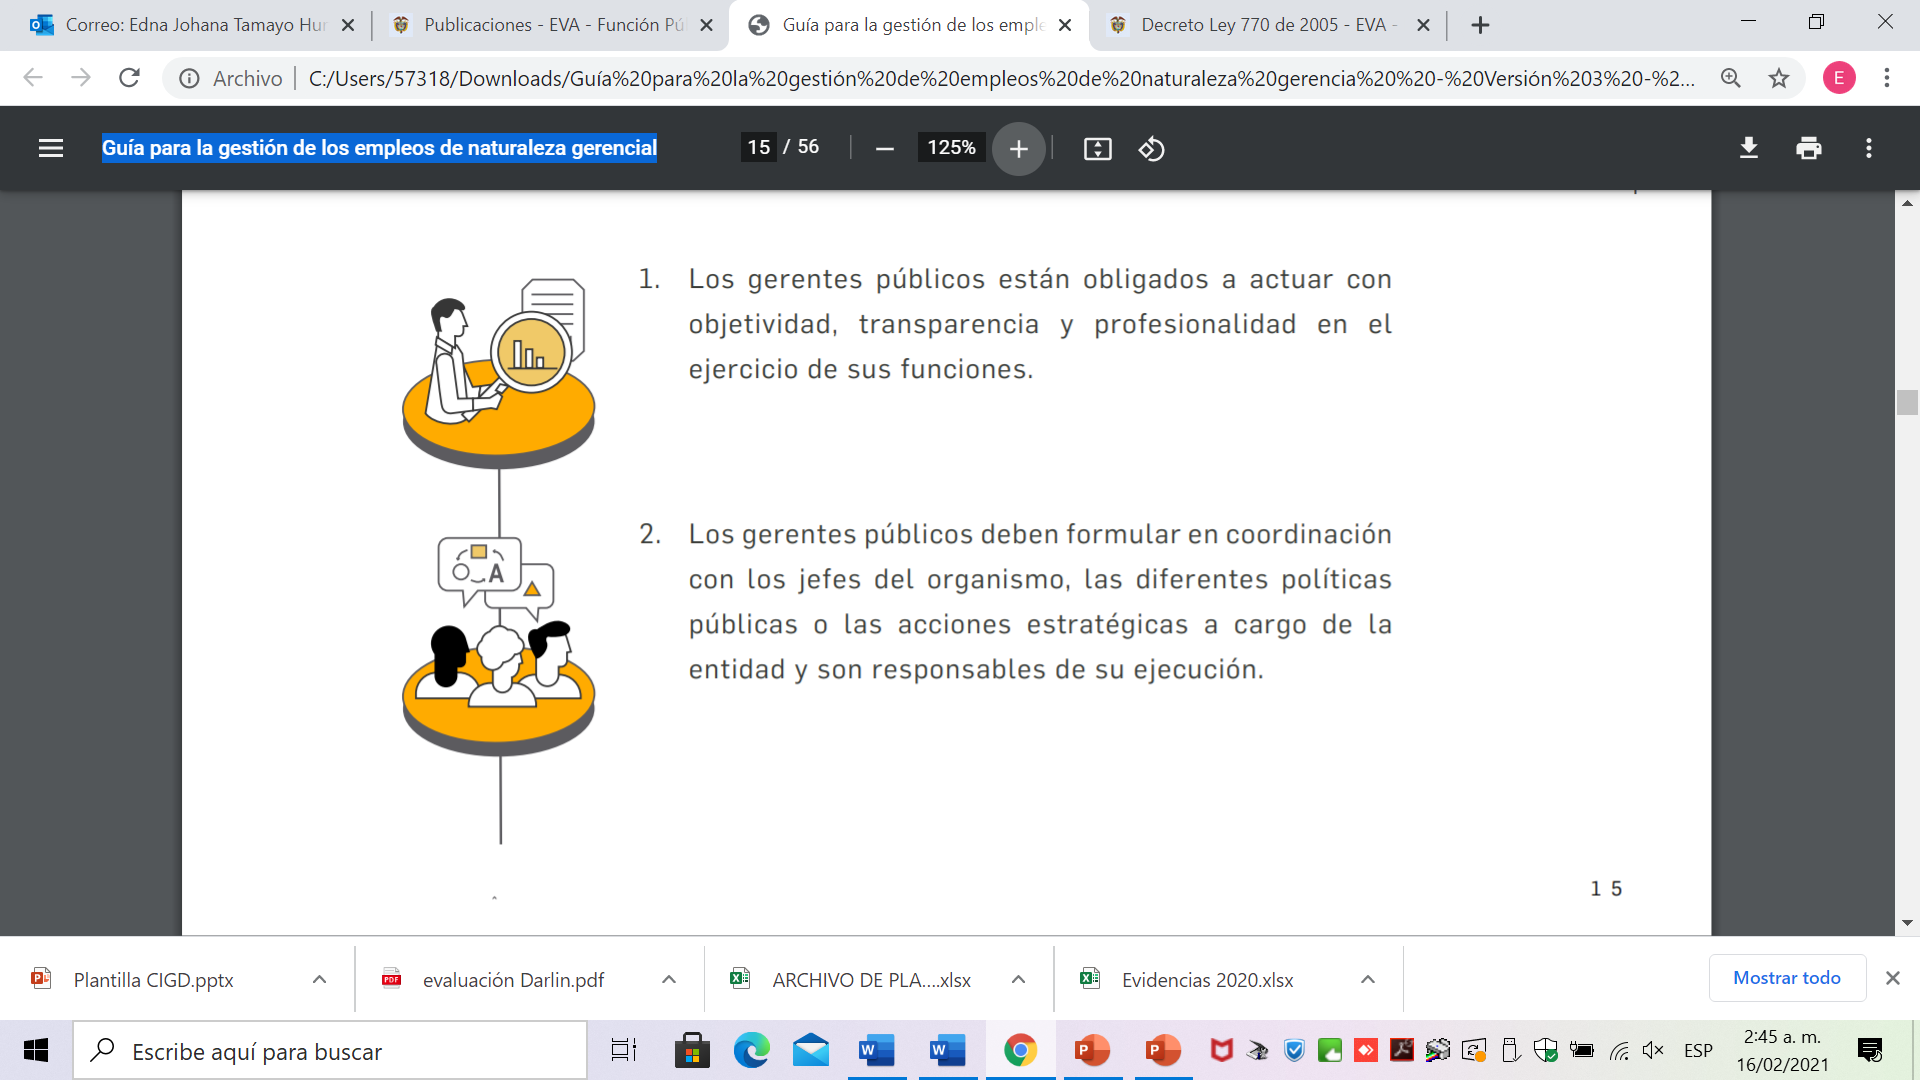 Correo: Edna Johana Tamayo Hur
Publicaciones - EVA - Función Púl
Guía para la gestión de los emple
Decreto Ley 770 de 2005 - EVA -
Archivo
C:/Users/57318/Downloads/Guía%20para%20la%20gestión%20de%20empleos%20de%20naturaleza%20gerencia%20%20-%20Versión%203%20-%2...
E
Guía para la gestión de los empleos de naturaleza gerencial
15 / 56
125%
1. Los gerentes públicos están obligados a actuar con
objetividad, transparencia y profesionalidad en el
ejercicio de sus funciones.
A
2. Los gerentes públicos deben formular en coordinación
con los jefes del organismo, las diferentes políticas
públicas o las acciones estratégicas a cargo de la
entidad y son responsables de su ejecución.
1 5
Plantilla CIGD.pptx
evaluación Darlin.pdf
ARCHIVO DE PLA....xlsx
Evidencias 2020.xlsx
Mostrar todo
Escribe aquí para buscar
ESP
2:45 a. m.
16/02/2021